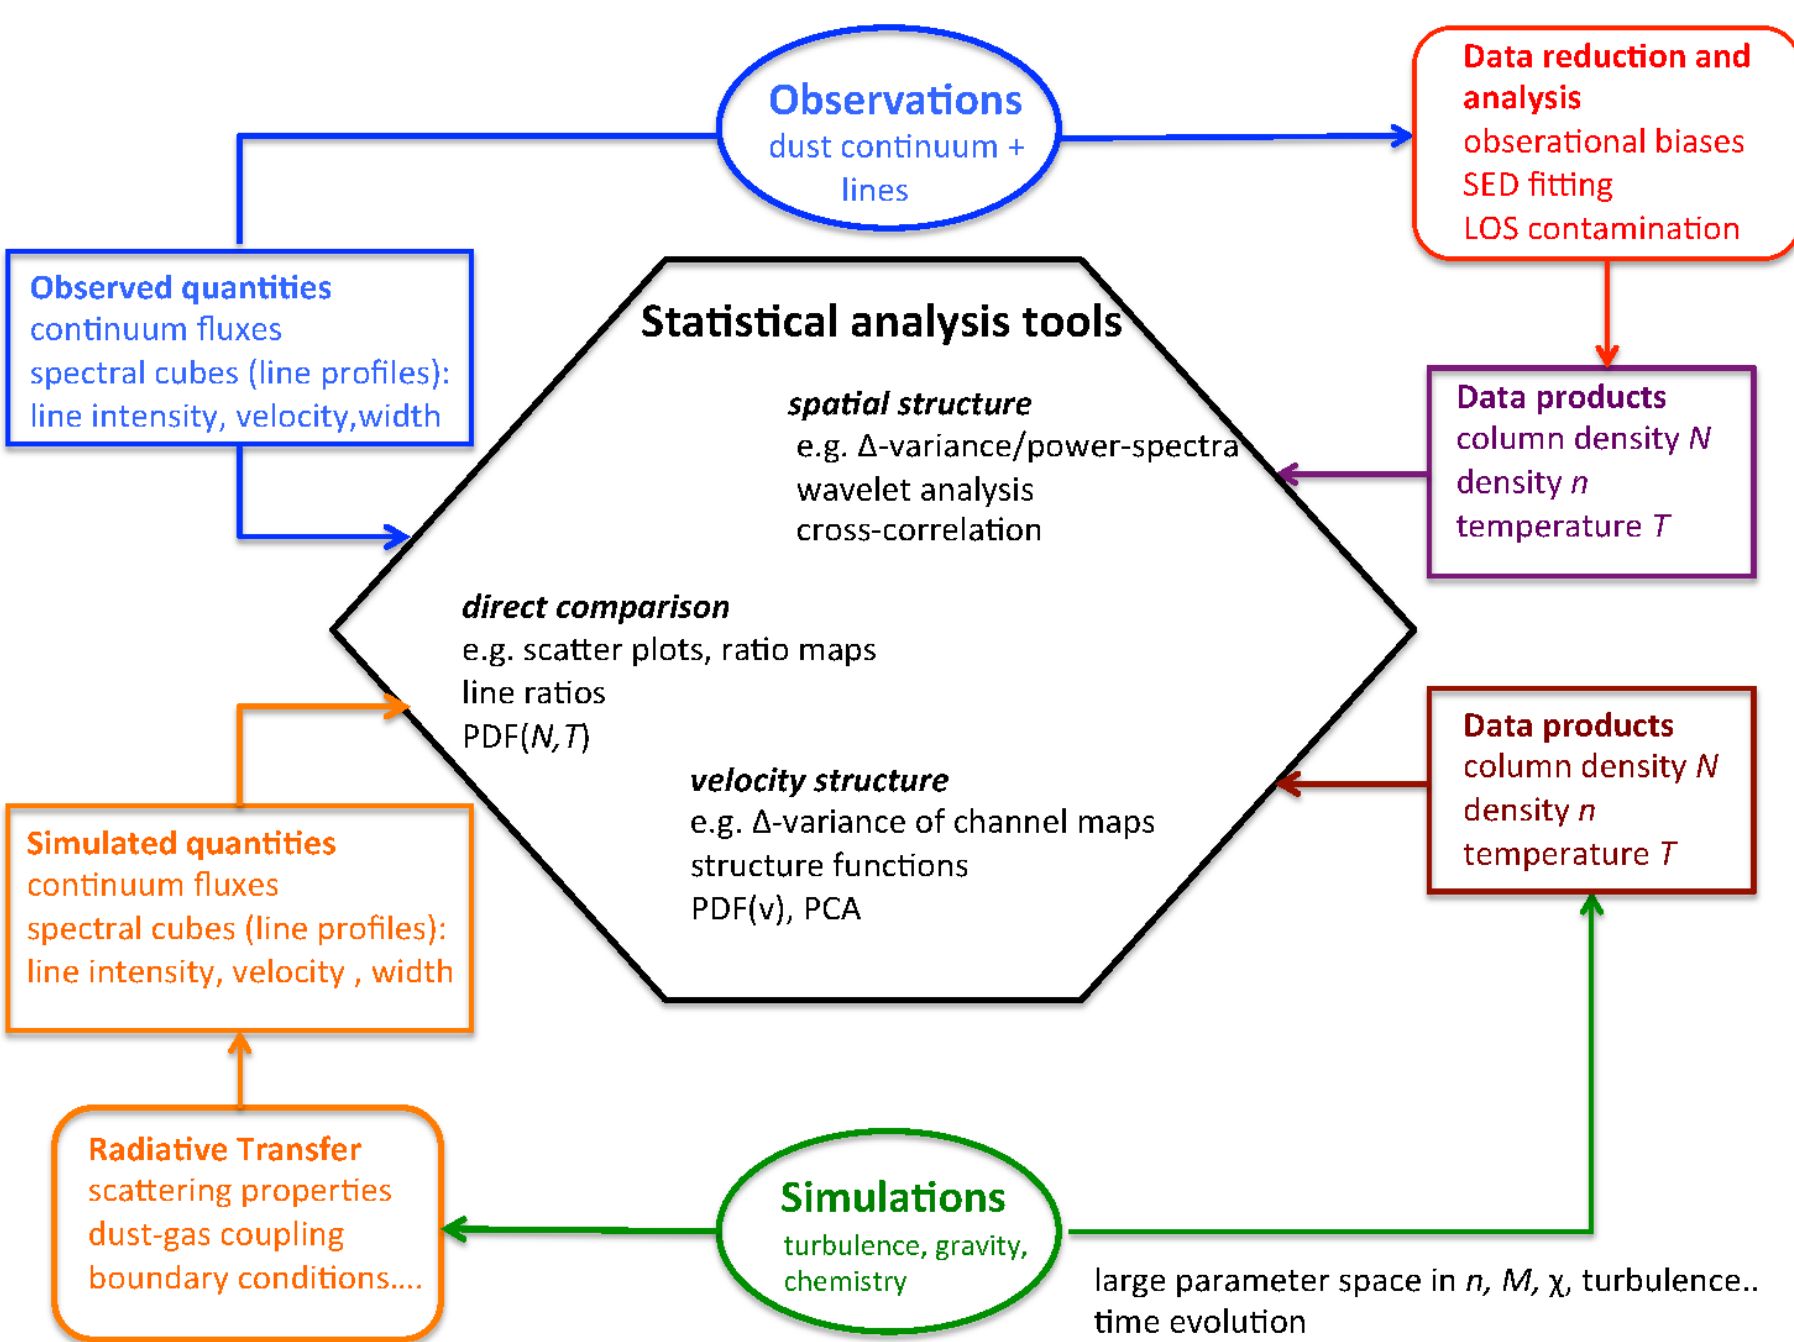 Observations
dust continuum +
lines
Data reduction and
analysis
obserational biases
SED fitting
LOS contamination
Observed quantities
continuum fluxes
spectral cubes (line profiles):
line intensity, velocity,width
Statistical analysis tools
spatial structure
e.g. Δ-variance/power-spectra
wavelet analysis
cross-correlation
Data products
column density N
density n
temperature T
direct comparison
e.g. scatter plots, ratio maps
line ratios
PDF(N,T)
velocity structure
e.g. Δ-variance of channel maps
structure functions
PDF(v), PCA
Data products
column density N
density n
temperature T
Simulated quantities
continuum fluxes
spectral cubes (line profiles):
line intensity, velocity , width
Radiative Transfer
scattering properties
dust-gas coupling
boundary conditions....
Simulations
turbulence, gravity,
chemistry
large parameter space in n, M, χ, turbulence..
time evolution